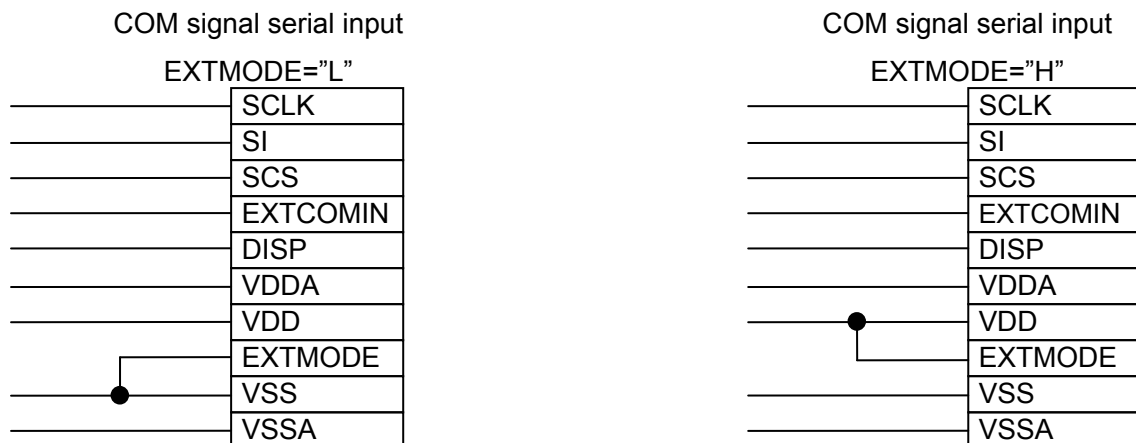 COM signal serial input
EXTMODE=”L”
SCLK
SI
SCS
EXTCOMIN
DISP
VDDA
VDD
EXTMODE
VSS
VSSA
COM signal serial input
EXTMODE=”H”
SCLK
SI
SCS
EXTCOMIN
DISP
VDDA
VDD
EXTMODE
VSS
VSSA